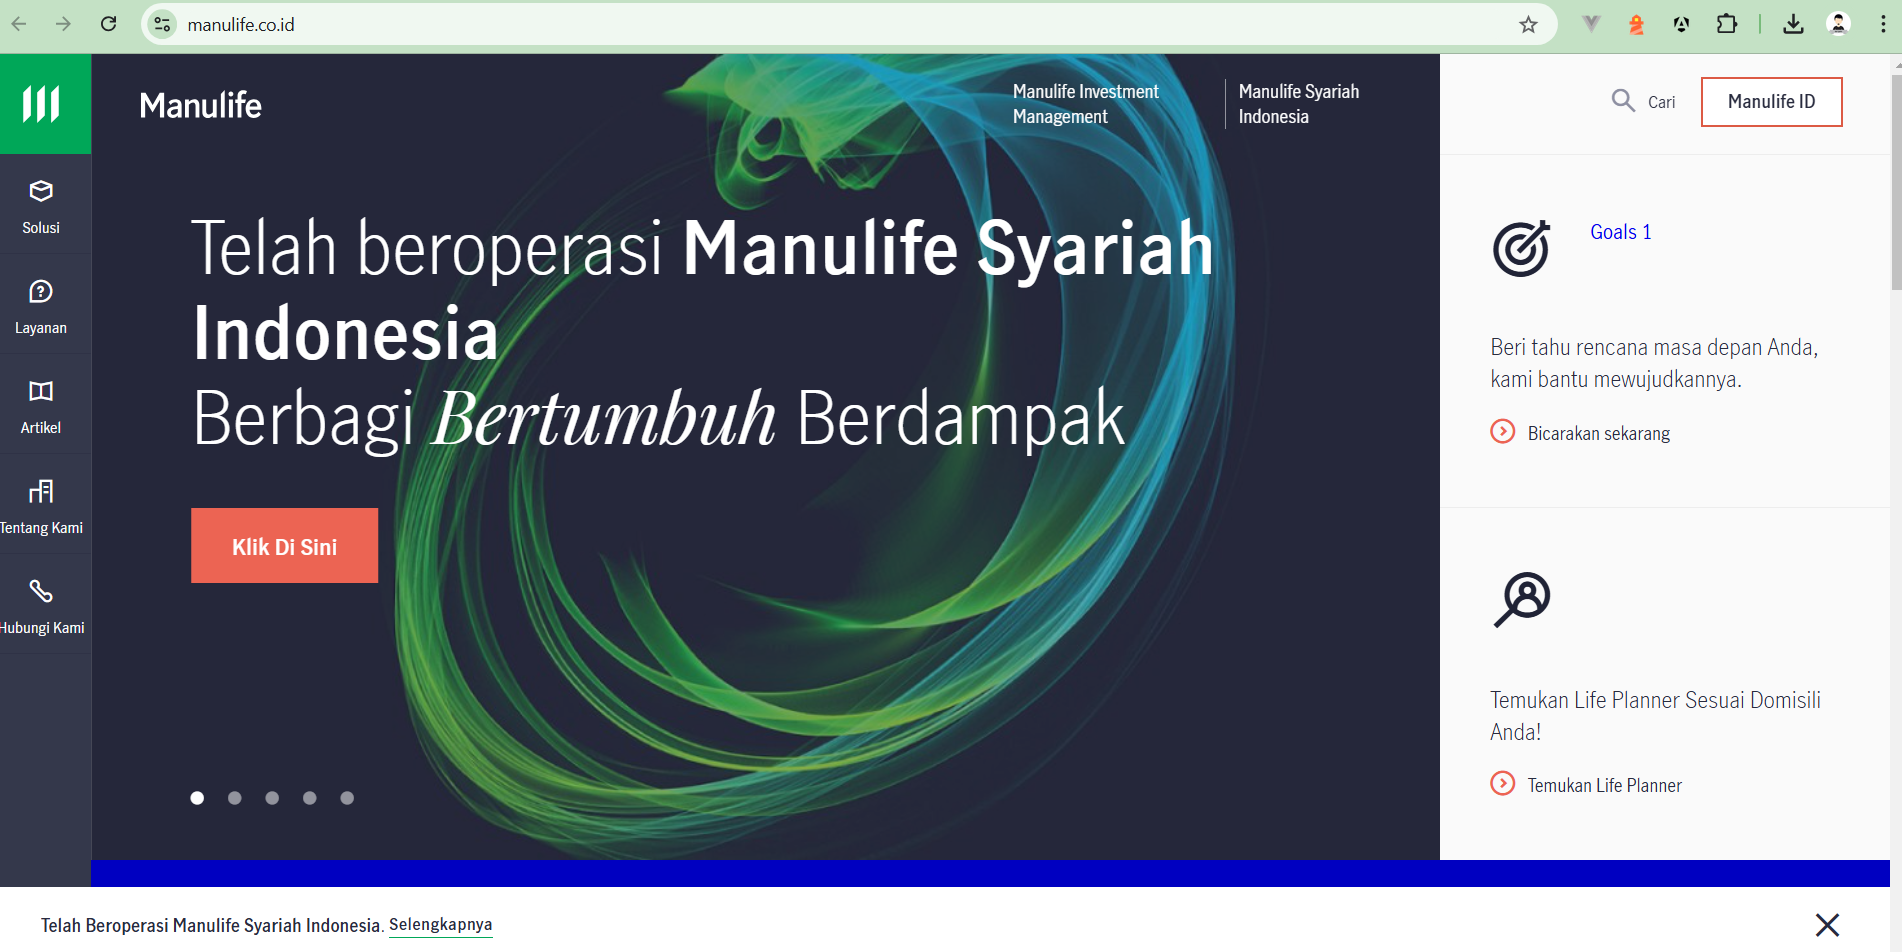 manulife.co.id
Manulife
Manulife Investment
Management
Manulife Syariah
Indonesia
Cari
Manulife ID
Solusi
Layanan
Artikel
Tentang Kami
Hubungi Kami
Telah beroperasi Manulife Syariah
Indonesia
Berbagi Bertumbuh Berdampak
Klik Di Sini
Goals 1
Beri tahu rencana masa depan Anda,
kami bantu mewujudkannya.
Bicarakan sekarang
Temukan Life Planner Sesuai Domisili
Anda!
Temukan Life Planner
Telah Beroperasi Manulife Syariah Indonesia. Selengkapnya